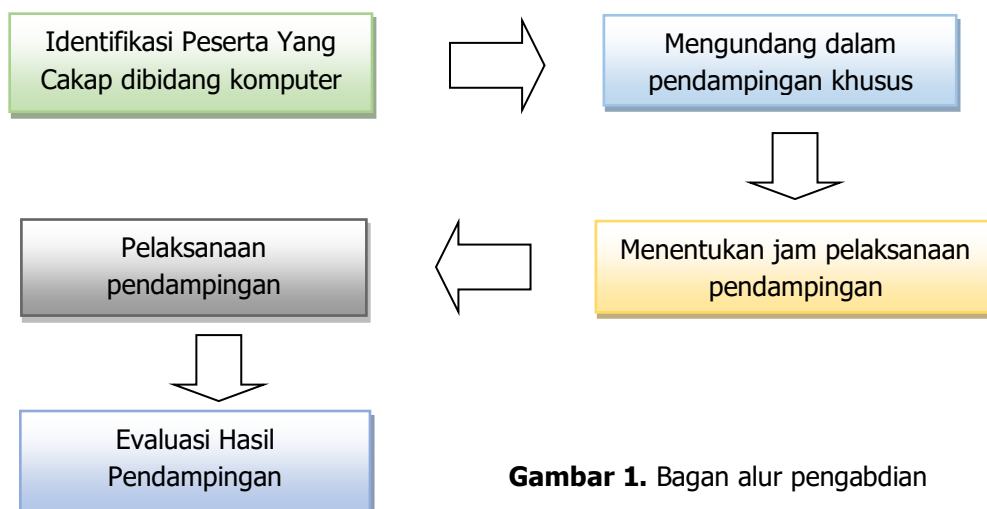 Identifikasi Peserta Yang
Cakap dibidang komputer
Mengundang dalam
pendampingan khusus
Menentukan jam pelaksanaan
pendampingan
Pelaksanaan
pendampingan
Evaluasi Hasil
Pendampingan
Gambar 1. Bagan alur pengabdian